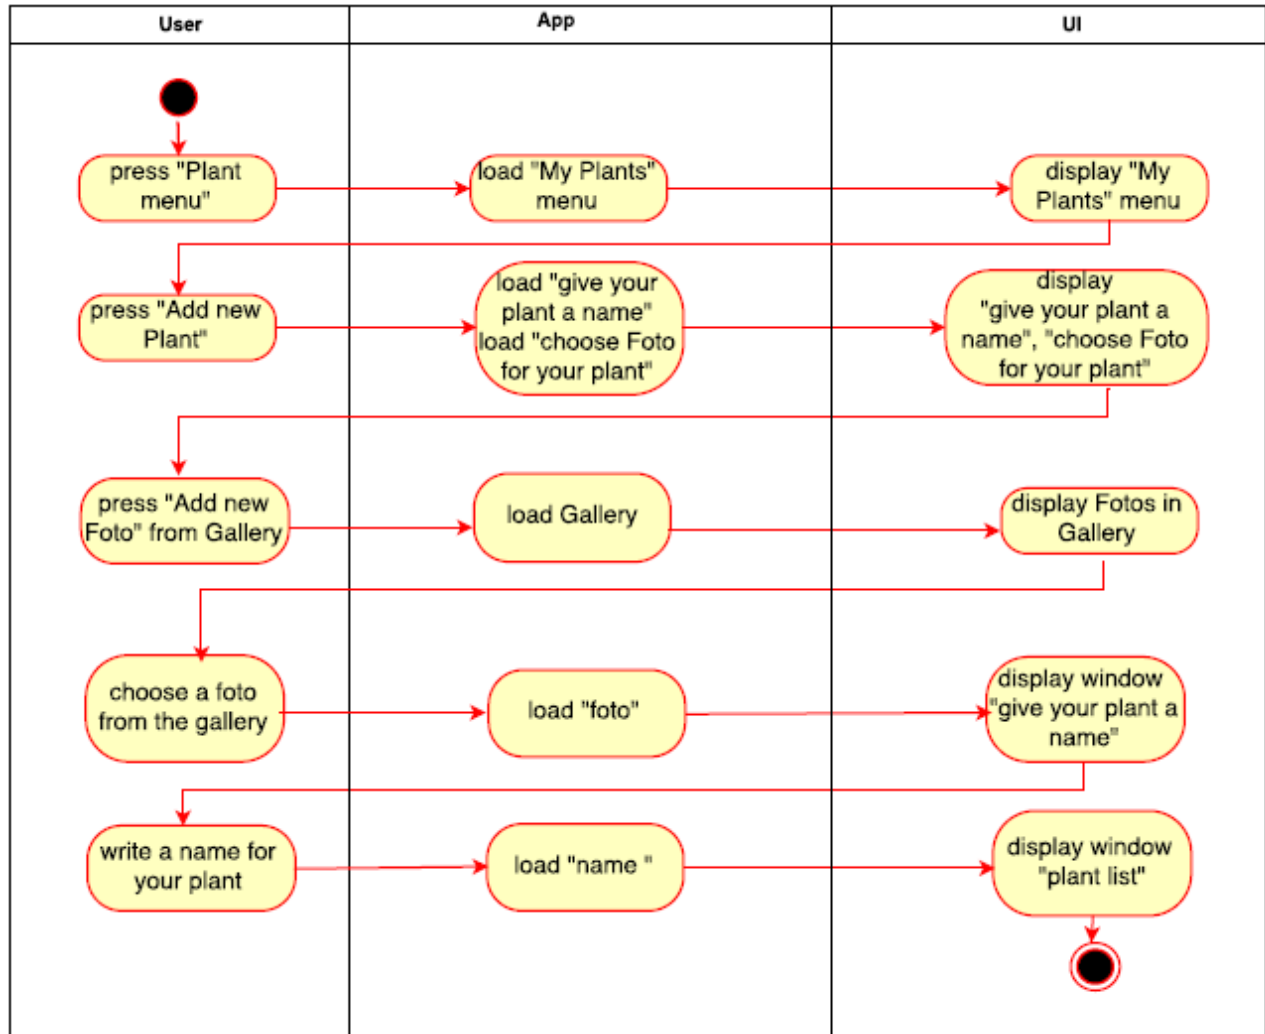 User
App
UI
press "Plant
menu"
load "My Plants"
menu
display "My
Plants" menu
press "Add new
Plant"
load "give your
plant a name"
load "choose Foto
for your plant"
display
"give your plant a
name", "choose Foto
for your plant"
press "Add new
Foto" from Gallery
load Gallery
display Fotos in
Gallery
choose a foto
from the gallery
load "foto"
display window
"give your plant a
name"
write a name for
your plant
load "name "
display window
"plant list"